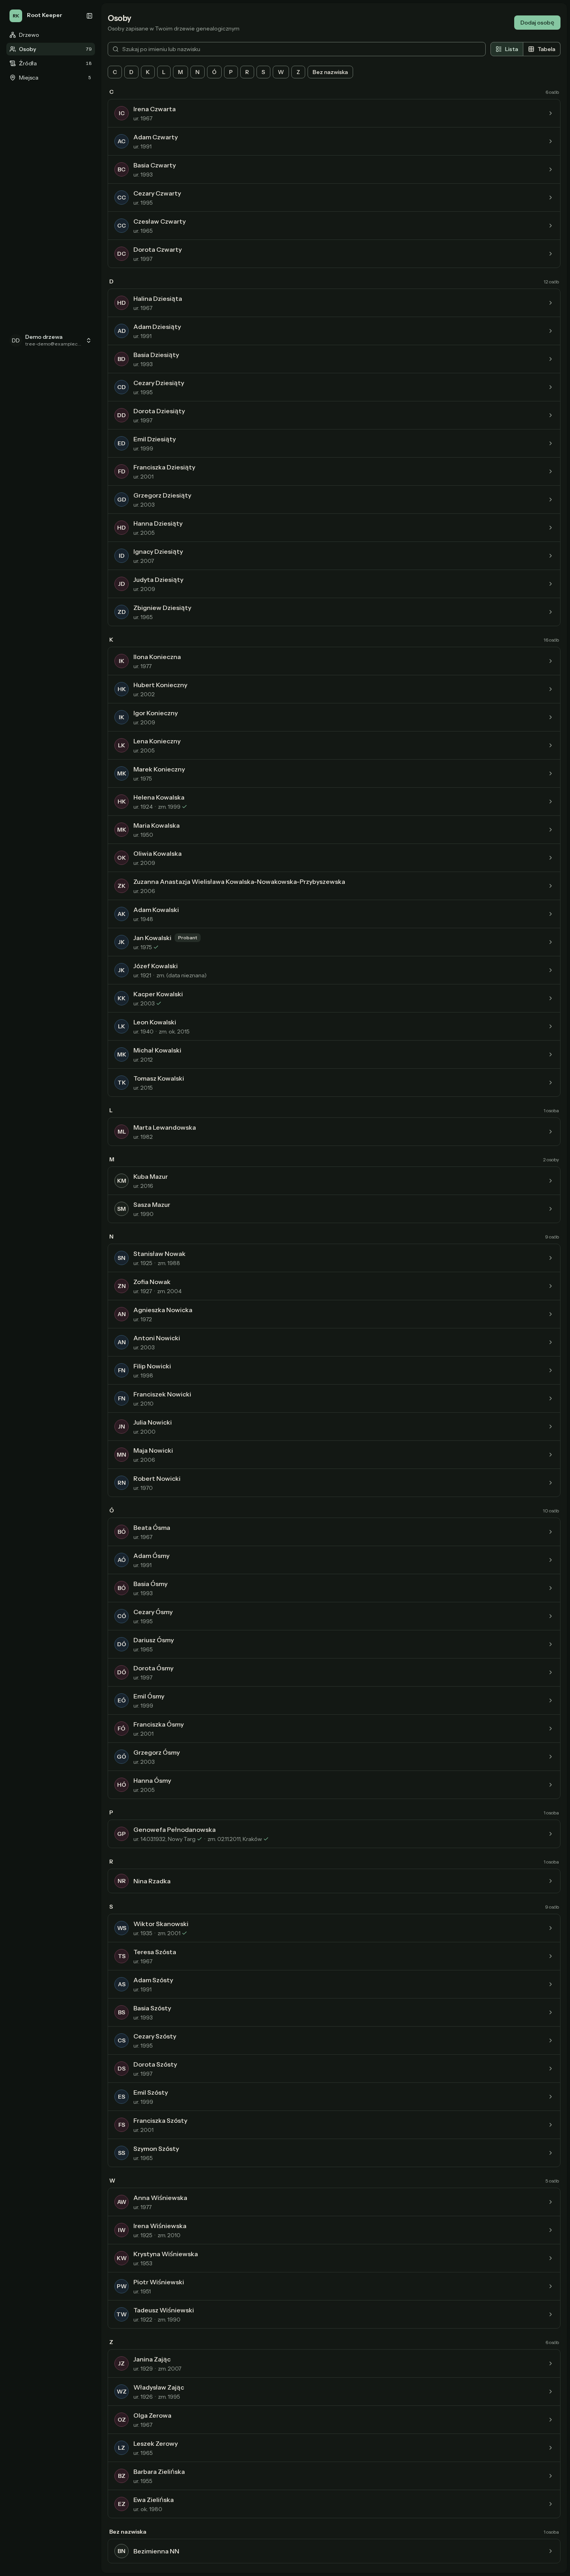 RK Root Keeper
Drzewo
Osoby 79
Źródła 16
Miejsca 5
DD Demo drzewa
tree-demo@exampleс...
Osoby
Osoby zapisane w Twoim drzewie genealogicznym
Dodaj osobę
Szukaj po imieniu lub nazwisku
Lista Tabela
C D K L M N Ó P R S W Z Bez nazwiska
C 6 osób
IC Irena Czwarta
ur. 1967
AC Adam Czwarty
ur. 1991
BC Basia Czwarty
ur. 1993
CC Cezary Czwarty
ur. 1995
CC Czesław Czwarty
ur. 1965
DC Dorota Czwarty
ur. 1997
D 12 osób
HD Halina Dziesiąta
ur. 1967
AD Adam Dziesiąty
ur. 1991
BD Basia Dziesiąty
ur. 1993
CD Cezary Dziesiąty
ur. 1995
DD Dorota Dziesiąty
ur. 1997
ED Emil Dziesiąty
ur. 1999
FD Franciszka Dziesiąty
ur. 2001
GD Grzegorz Dziesiąty
ur. 2003
HD Hanna Dziesiąty
ur. 2005
ID Ignacy Dziesiąty
ur. 2007
JD Judyta Dziesiąty
ur. 2009
ZD Zbigniew Dziesiąty
ur. 1965
K 16 osób
IK Ilona Konieczna
ur. 1977
HK Hubert Konieczny
ur. 2002
IK Igor Konieczny
ur. 2009
LK Lena Konieczny
ur. 2005
MK Marek Konieczny
ur. 1975
HK Helena Kowalska
ur. 1924 · zm. 1999 ✓
MK Maria Kowalska
ur. 1950
OK Oliwia Kowalska
ur. 2009
ZK Zuzanna Anastazja Wielisława Kowalska-Nowakowska-Przybyszewska
ur. 2006
AK Adam Kowalski
ur. 1948
JK Jan Kowalski Probant
ur. 1975 ✓
JK Józef Kowalski
ur. 1921 · zm. (data nieznana)
KK Kacper Kowalski
ur. 2003 ✓
LK Leon Kowalski
ur. 1940 · zm. ok. 2015
MK Michał Kowalski
ur. 2012
TK Tomasz Kowalski
ur. 2015
L 1 osoba
ML Marta Lewandowska
ur. 1982
M 2 osoby
KM Kuba Mazur
ur. 2016
SM Sasza Mazur
ur. 1990
N 9 osób
SN Stanisław Nowak
ur. 1925 · zm. 1988
ZN Zofia Nowak
ur. 1927 · zm. 2004
AN Agnieszka Nowicka
ur. 1972
AN Antoni Nowicki
ur. 2003
FN Filip Nowicki
ur. 1998
FN Franciszek Nowicki
ur. 2010
JN Julia Nowicki
ur. 2000
MN Maja Nowicki
ur. 2008
RN Robert Nowicki
ur. 1970
Ó 10 osób
BÓ Beata Ósma
ur. 1967
AÓ Adam Ósmy
ur. 1991
BÓ Basia Ósmy
ur. 1993
CÓ Cezary Ósmy
ur. 1995
DÓ Dariusz Ósmy
ur. 1965
DÓ Dorota Ósmy
ur. 1997
EÓ Emil Ósmy
ur. 1999
FÓ Franciszka Ósmy
ur. 2001
GÓ Grzegorz Ósmy
ur. 2003
HÓ Hanna Ósmy
ur. 2005
P 1 osoba
GP Genowefa Pełnodanowska
ur. 14.03.1932, Nowy Targ ✓ · zm. 02.11.2011, Kraków ✓
R 1 osoba
NR Nina Rzadka
S 9 osób
WS Wiktor Skanowski
ur. 1935 · zm. 2001 ✓
TS Teresa Szósta
ur. 1967
AS Adam Szósty
ur. 1991
BS Basia Szósty
ur. 1993
CS Cezary Szósty
ur. 1995
DS Dorota Szósty
ur. 1997
ES Emil Szósty
ur. 1999
FS Franciszka Szósty
ur. 2001
SS Szymon Szósty
ur. 1965
W 5 osób
AW Anna Wiśniewska
ur. 1977
IW Irena Wiśniewska
ur. 1925 · zm. 2010
KW Krystyna Wiśniewska
ur. 1953
PW Piotr Wiśniewski
ur. 1951
TW Tadeusz Wiśniewski
ur. 1922 · zm. 1990
Z 6 osób
JZ Janina Zając
ur. 1929 · zm. 2007
WZ Władysław Zając
ur. 1926 · zm. 1995
OZ Olga Zerowa
ur. 1967
LZ Leszek Zerowy
ur. 1965
BZ Barbara Zielińska
ur. 1955
EZ Ewa Zielińska
ur. ok. 1980
Bez nazwiska 1 osoba
BN Bezimienna NN